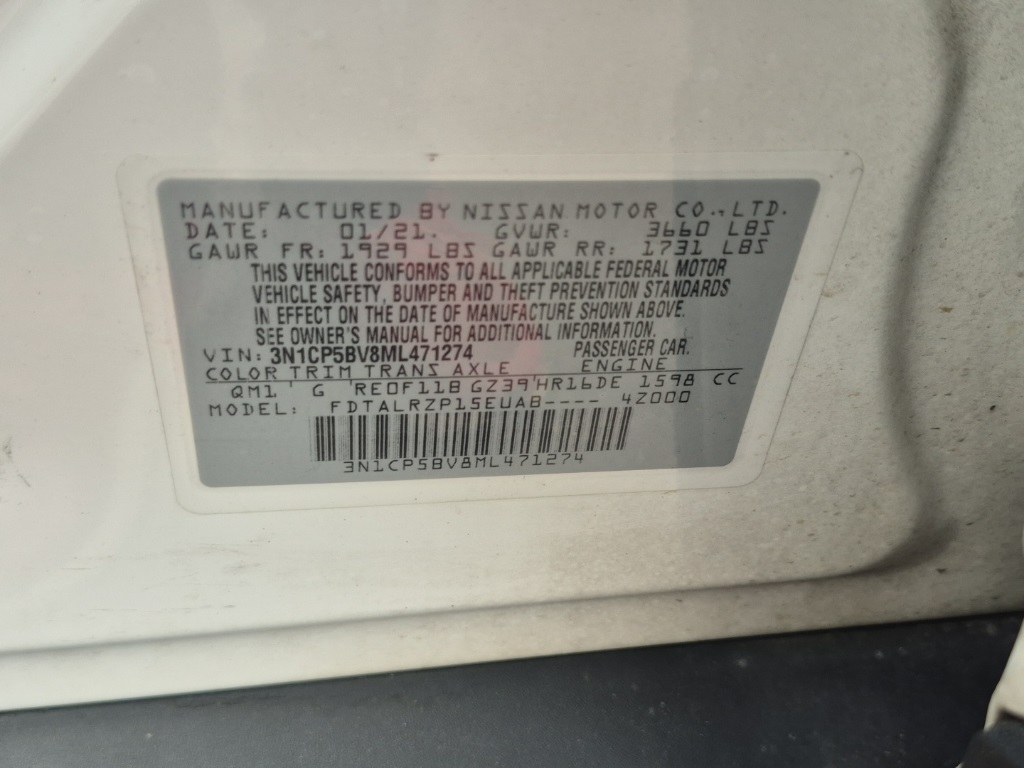 MANUFACTURED BY NISSAN MOTOR CO.,LTD.
DATE: 01/21. GVWR: 3660 LBS
GAWR FR: 1929 LBS GAWR RR: 1731 LBS
THIS VEHICLE CONFORMS TO ALL APPLICABLE FEDERAL MOTOR
VEHICLE SAFETY, BUMPER AND THEFT PREVENTION STANDARDS
IN EFFECT ON THE DATE OF MANUFACTURE SHOWN ABOVE.
SEE OWNER'S MANUAL FOR ADDITIONAL INFORMATION.
VIN: 3N1CP5BV8ML471274 PASSENGER CAR.
COLOR TRIM TRANS AXLE ENGINE
QM1 ' G 'RE0F11B GZ39'HR16DE 1598 CC
MODEL: FDTALRZP15EUAB---- 4Z000
3N1CP5BV8ML471274